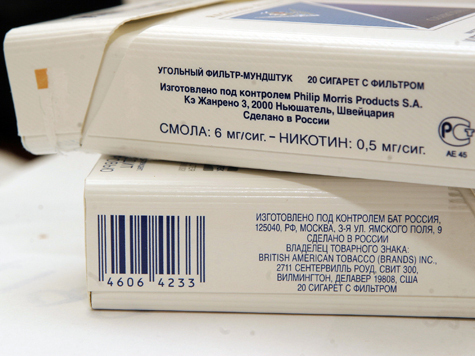 УГОЛЬНЫЙ ФИЛЬТР-МУНДШТУК 20 СИГАРЕТ С ФИЛЬТРОМ
Изготовлено под контролем Philip Morris Products S.A.
Кэ Жанрено 3, 2000 Ньюшатель, Швейцария
Сделано в России
СМОЛА: 6 МГ/СИГ. – НИКОТИН: 0,5 МГ/СИГ.
АЕ 45
ИЗГОТОВЛЕНО ПОД КОНТРОЛЕМ БАТ РОССИЯ,
125040, РФ, МОСКВА, 3-Я УЛ. ЯМСКОГО ПОЛЯ, 9
СДЕЛАНО В РОССИИ
ВЛАДЕЛЕЦ ТОВАРНОГО ЗНАКА:
BRITISH AMERICAN TOBACCO (BRANDS) INC.,
2711 СЕНТЕРВИЛЛ РОУД, СВИТ 300,
ВИЛМИНГТОН, ДЕЛАВЕР 19808, США
20 СИГАРЕТ С ФИЛЬТРОМ
4606 4233